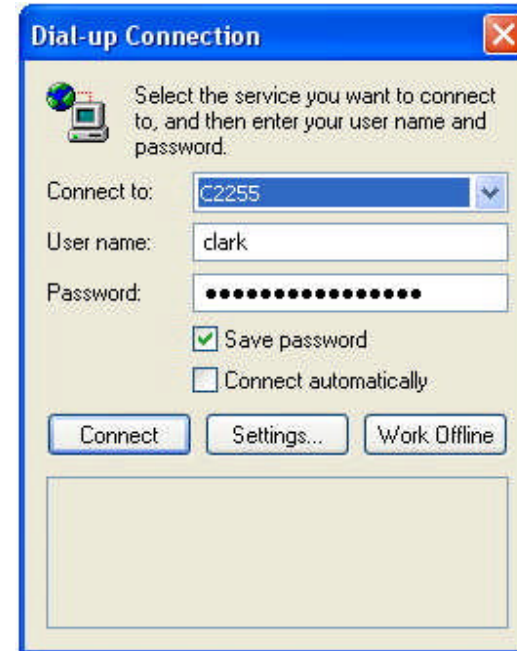 Dial-up Connection
Select the service you want to connect
to, and then enter your user name and
password.
Connect to: C2255
User name: clark
Password: ●●●●●●●●●●●●●●●●
Save password
Connect automatically
Connect Settings... Work Offline